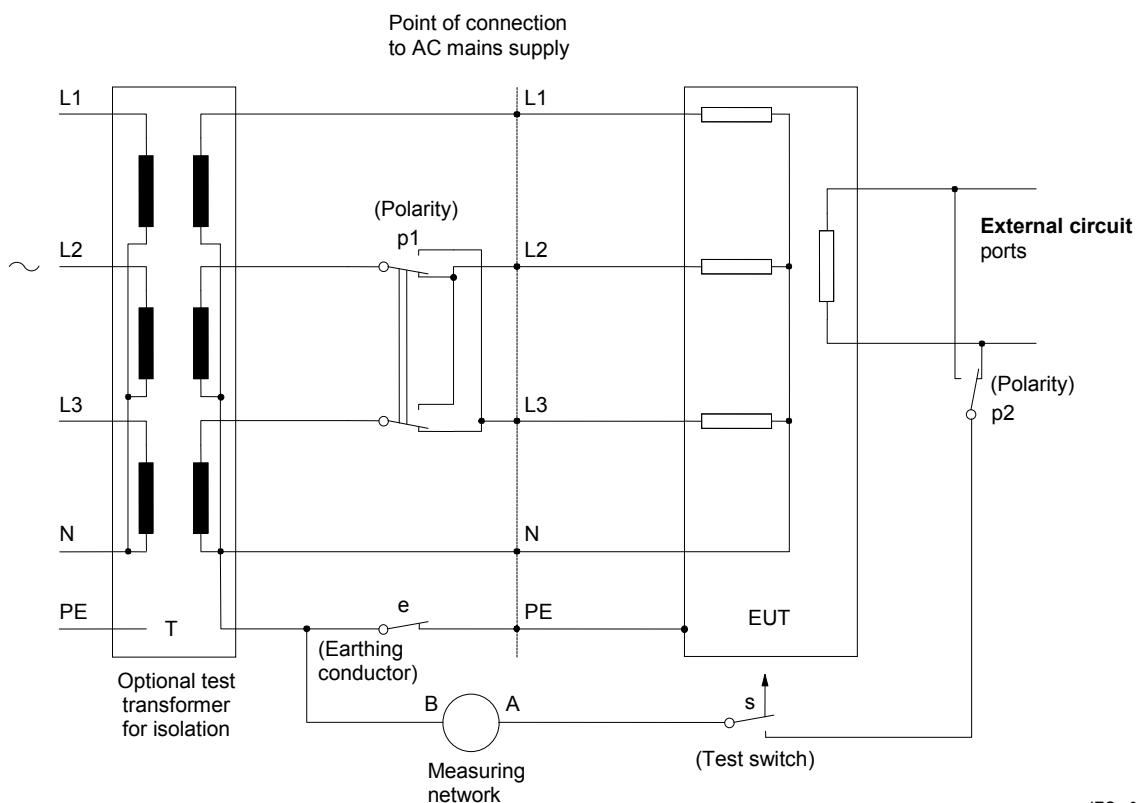 Point of connection
to AC mains supply
L1
L1
(Polarity)
p1
External circuit
ports
L2
L2
L3
L3
(Polarity)
p2
N
N
PE
T
e
PE
EUT
(Earthing
conductor)
Optional test
transformer
for isolation
B
A
s
(Test switch)
Measuring
network